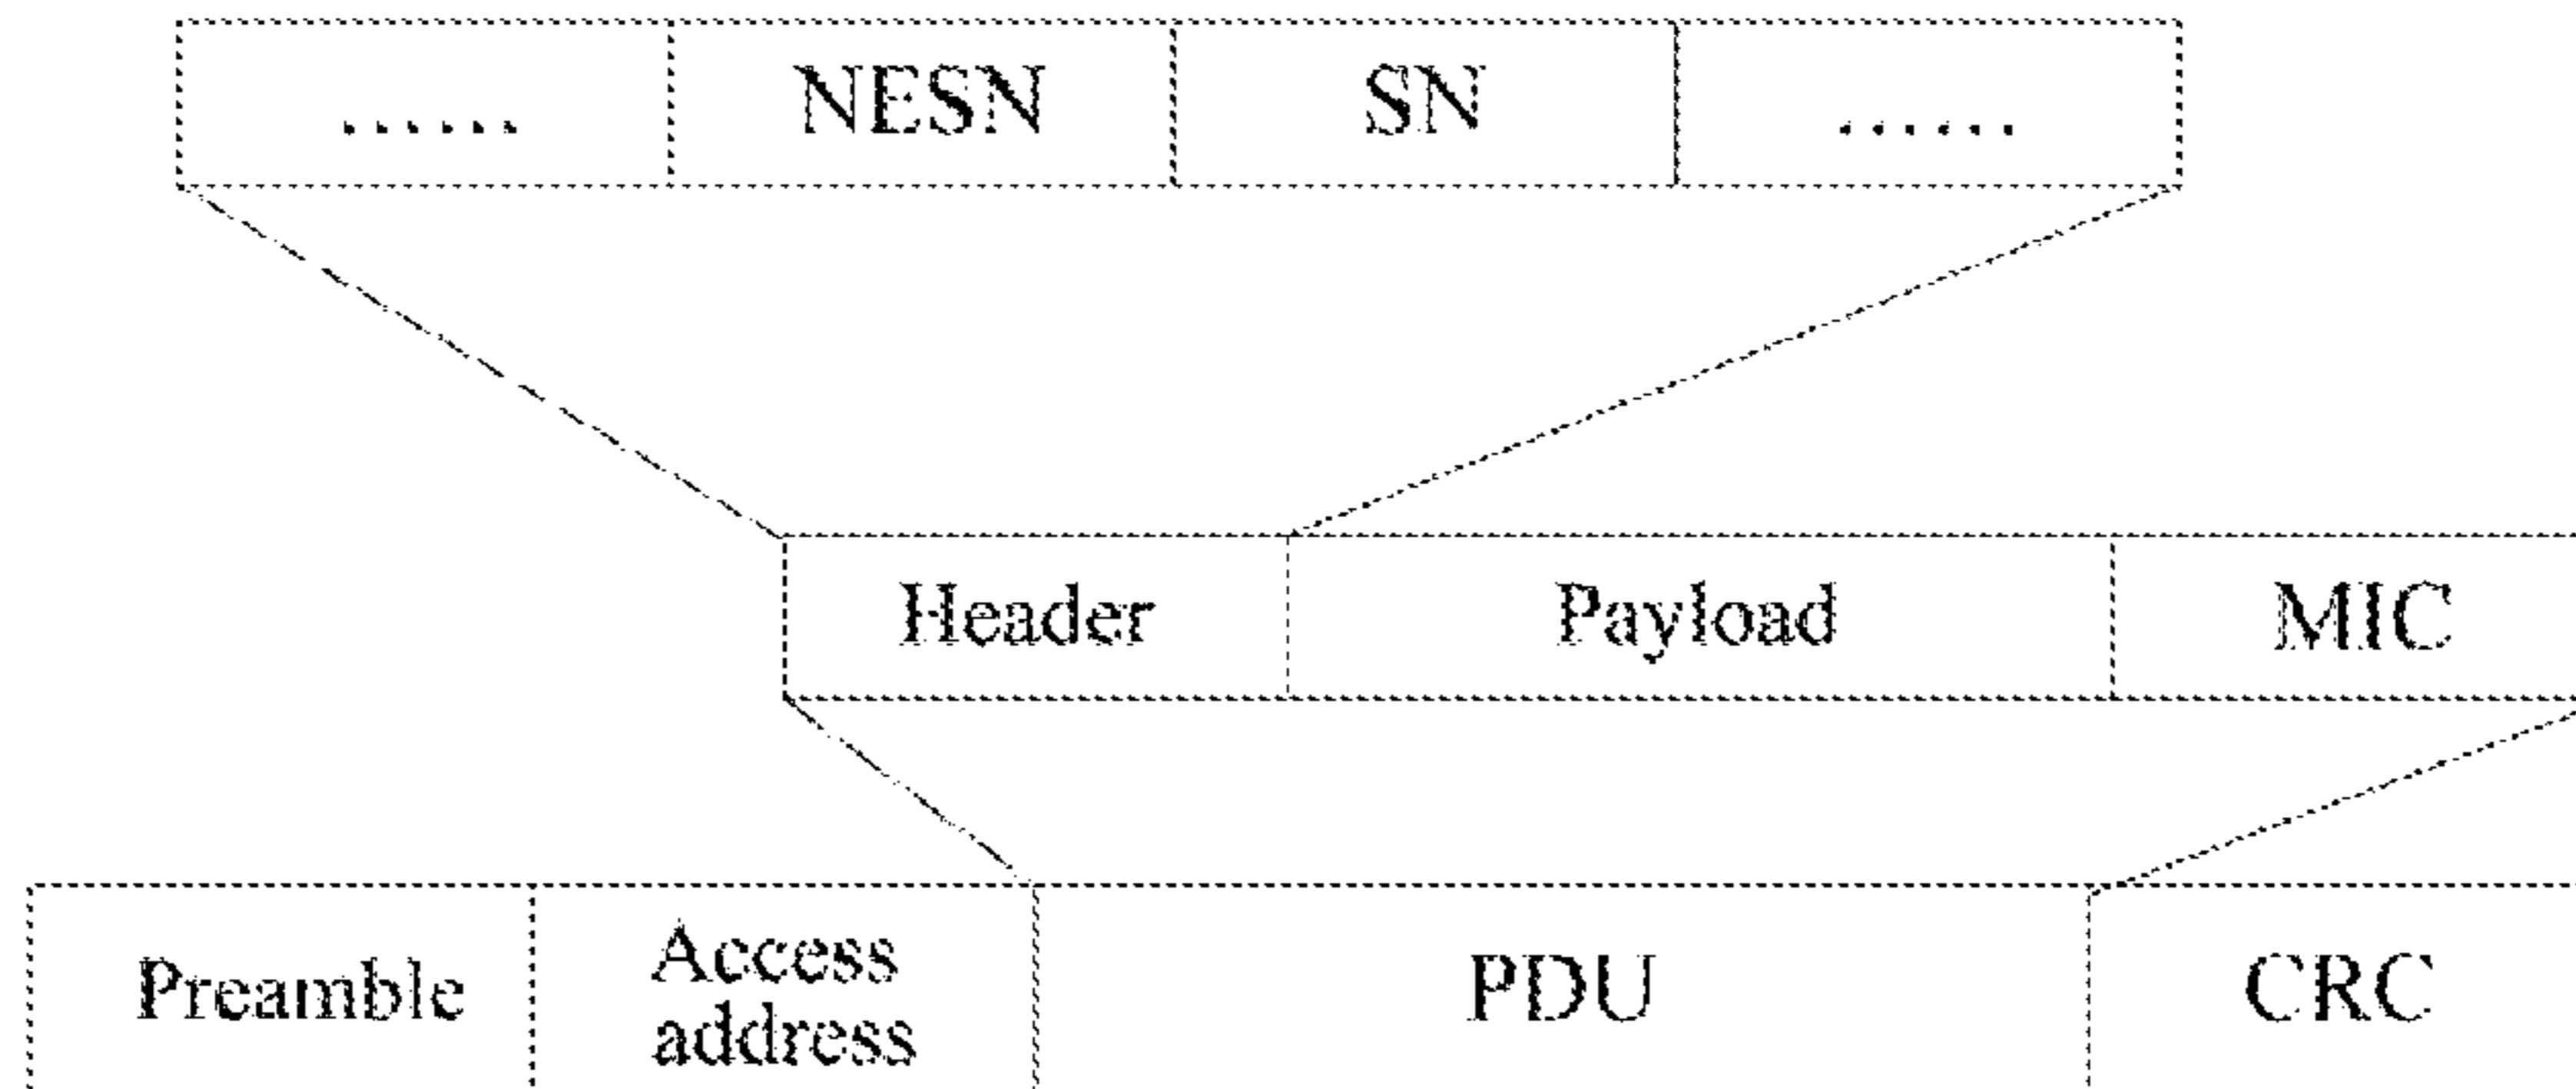 ...... NESN SN ......
Header Payload MIC
Preamble Access address PDU CRC